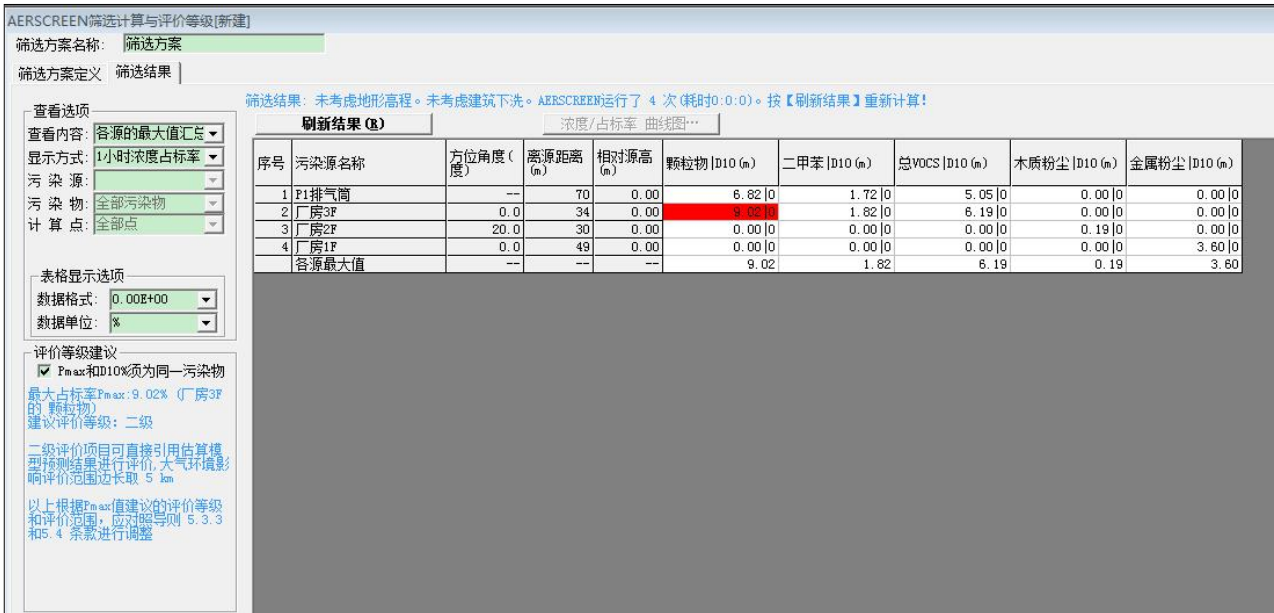 AERSCREEN筛选计算与评价等级[新建]
筛选方案名称: 筛选方案
筛选方案定义 筛选结果
筛选结果: 未考虑地形高程。未考虑建筑下洗。AERSCREEN运行了 4 次(耗时0:0:0)。按【刷新结果】重新计算!
查看选项
查看内容: 各源的最大值汇总
显示方式: 1小时浓度占标率
污 染 源:
污 染 物: 全部污染物
计 算 点: 全部点
表格显示选项
数据格式: 0.00E+00
数据单位: %
评价等级建议
Pmax和D10%须为同一污染物
最大占标率Pmax:9.02% (厂房3F
的 颗粒物)
建议评价等级: 二级
二级评价项目可直接引用估算模
型预测结果进行评价,大气环境影
响评价范围边长取 5 km
以上根据Pmax值建议的评价等级
和评价范围, 应对照导则 5.3.3
和5.4 条款进行调整
刷新结果(R) 浓度/占标率 曲线图…
序号 污染源名称 方位角度(度) 离源距离(m) 相对源高(m) 颗粒物|D10(m) 二甲苯|D10(m) 总VOCS|D10(m) 木质粉尘|D10(m) 金属粉尘|D10(m)
1 P1排气筒 -- 70 0.00 6.82|0 1.72|0 5.05|0 0.00|0 0.00|0
2 厂房3F 0.0 34 0.00 9.02|0 1.82|0 6.19|0 0.00|0 0.00|0
3 厂房2F 20.0 30 0.00 0.00|0 0.00|0 0.00|0 0.19|0 0.00|0
4 厂房1F 0.0 49 0.00 0.00|0 0.00|0 0.00|0 0.00|0 3.60|0
各源最大值 -- -- -- 9.02 1.82 6.19 0.19 3.60